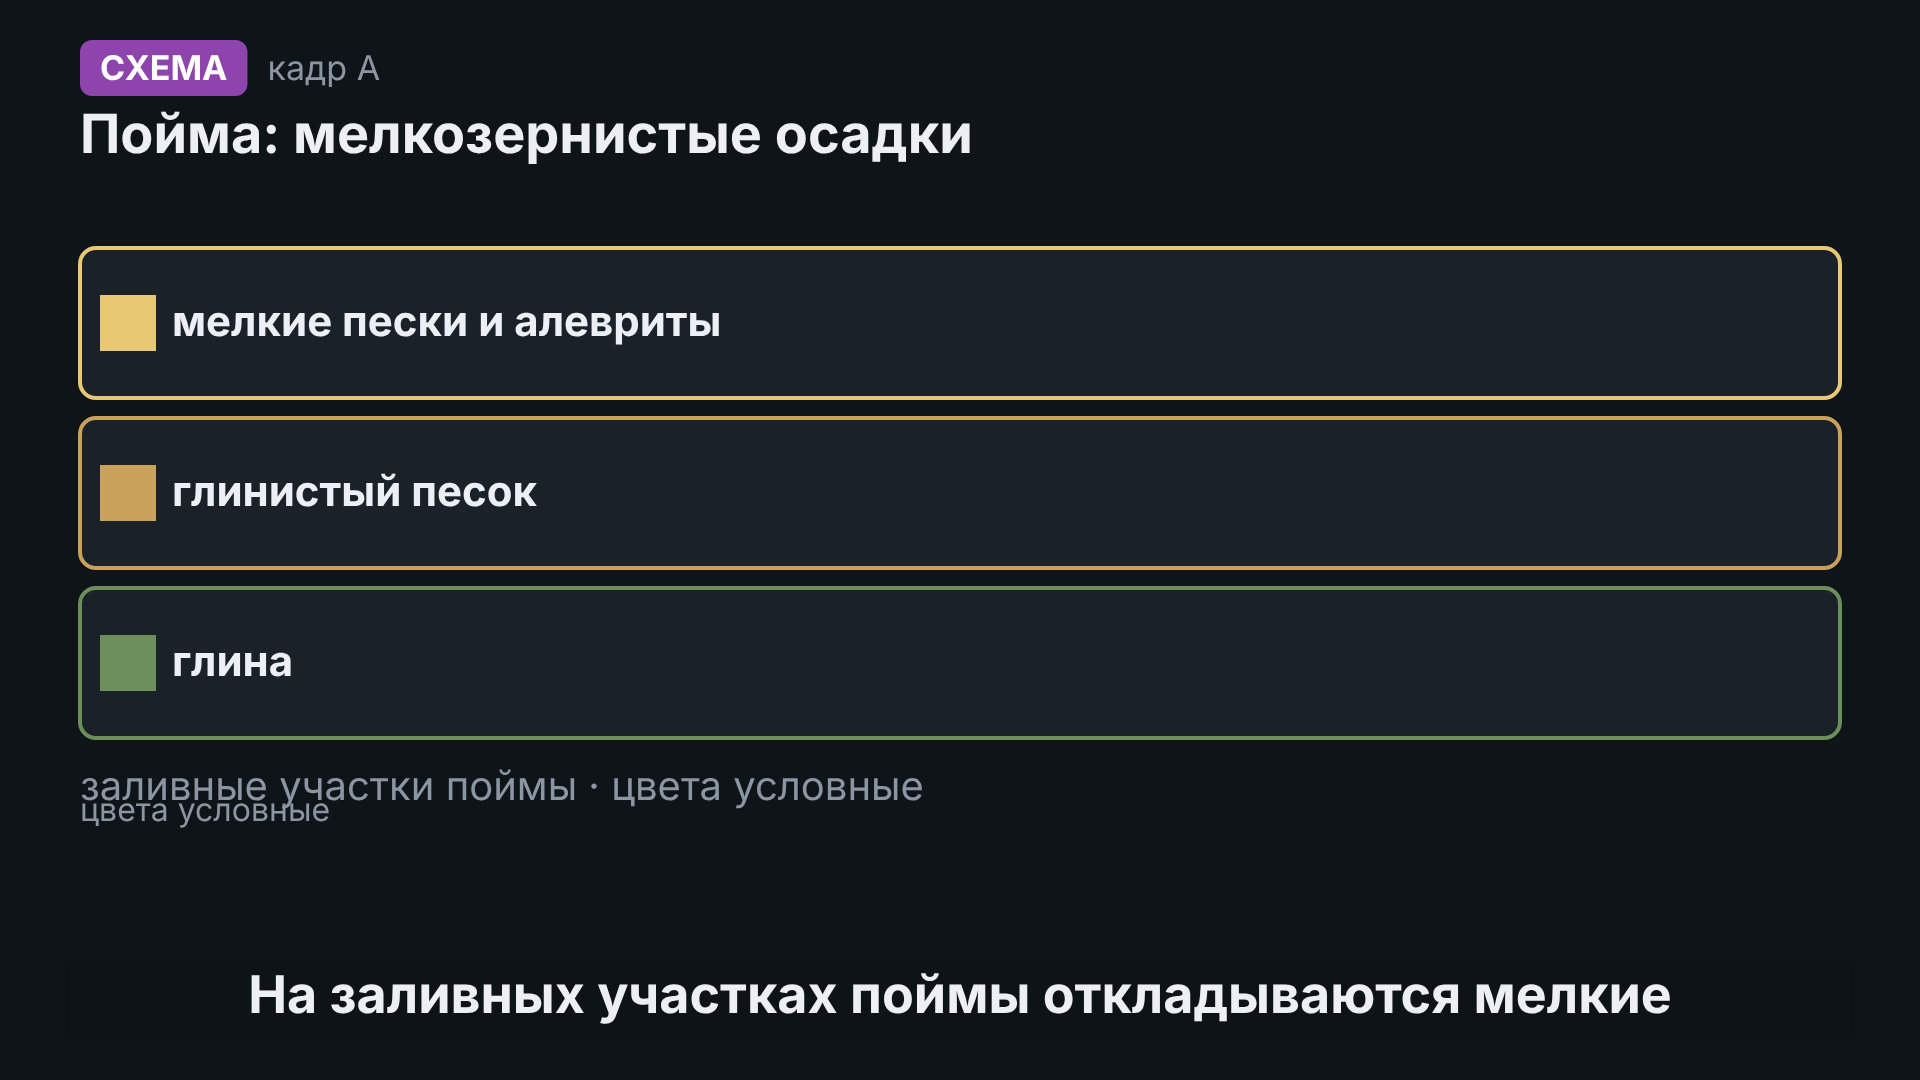 СХЕМА кадр А
Пойма: мелкозернистые осадки
мелкие пески и алевриты
глинистый песок
глина
заливные участки поймы · цвета условные
цвета условные
На заливных участках поймы откладываются мелкие